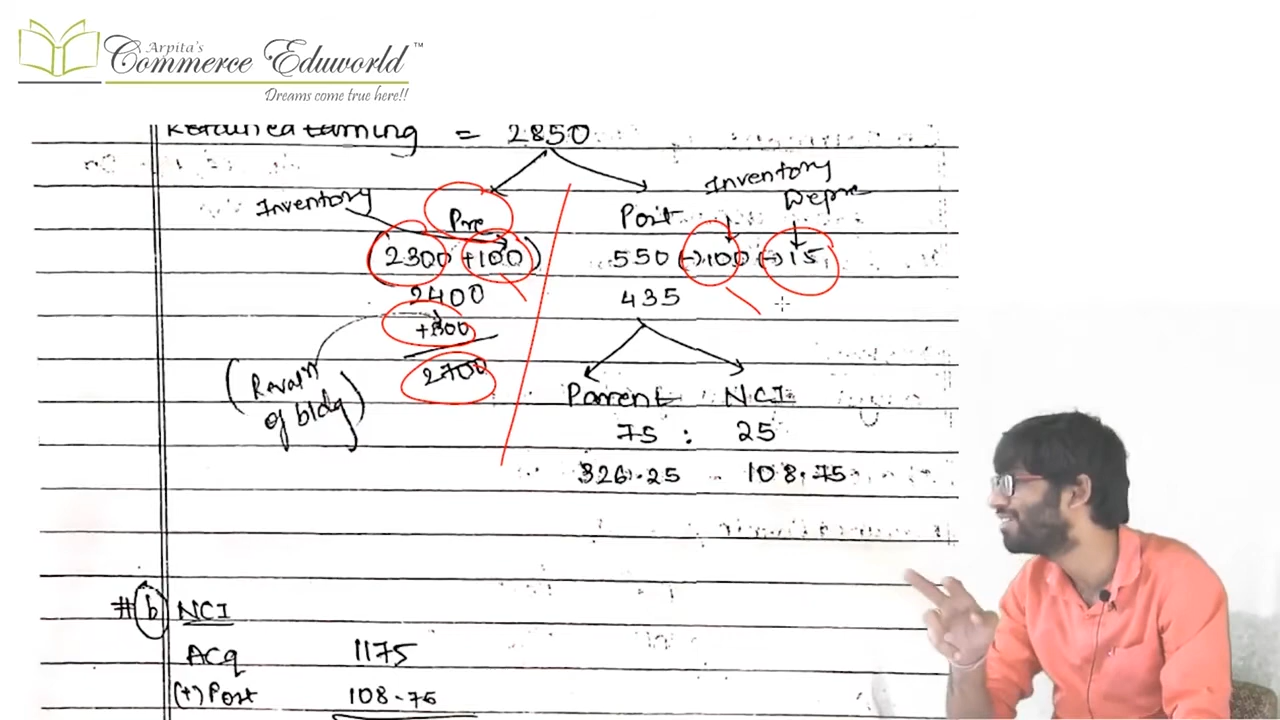 Arpita's
Commerce Eduworld™
Dreams come true here!!
Retained Earning = 2850
Inventory
Depre
Inventory
Pre
Post
(2300 +100)
550 (-) 100 (-) 15
2400
435
+300
2700
(Revaln
of bldg)
Parrent NCI
75 : 25
326.25 108.75
# b NCI
Acq 1175
(+) Post 108.75